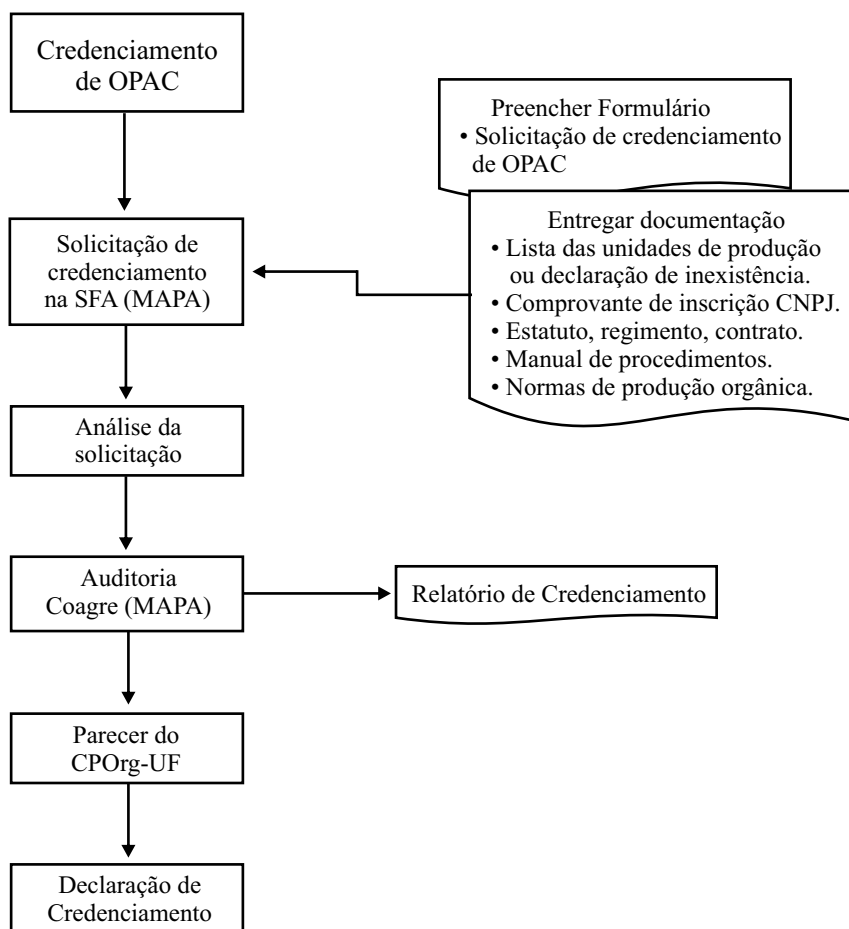 Credenciamento
de OPAC
Preencher Formulário
• Solicitação de credenciamento
de OPAC
Entregar documentação
• Lista das unidades de produção
ou declaração de inexistência.
• Comprovante de inscrição CNPJ.
• Estatuto, regimento, contrato.
• Manual de procedimentos.
• Normas de produção orgânica.
Solicitação de
credenciamento
na SFA (MAPA)
Análise da
solicitação
Auditoria
Coagre (MAPA)
Relatório de Credenciamento
Parecer do
CPOrg-UF
Declaração de
Credenciamento